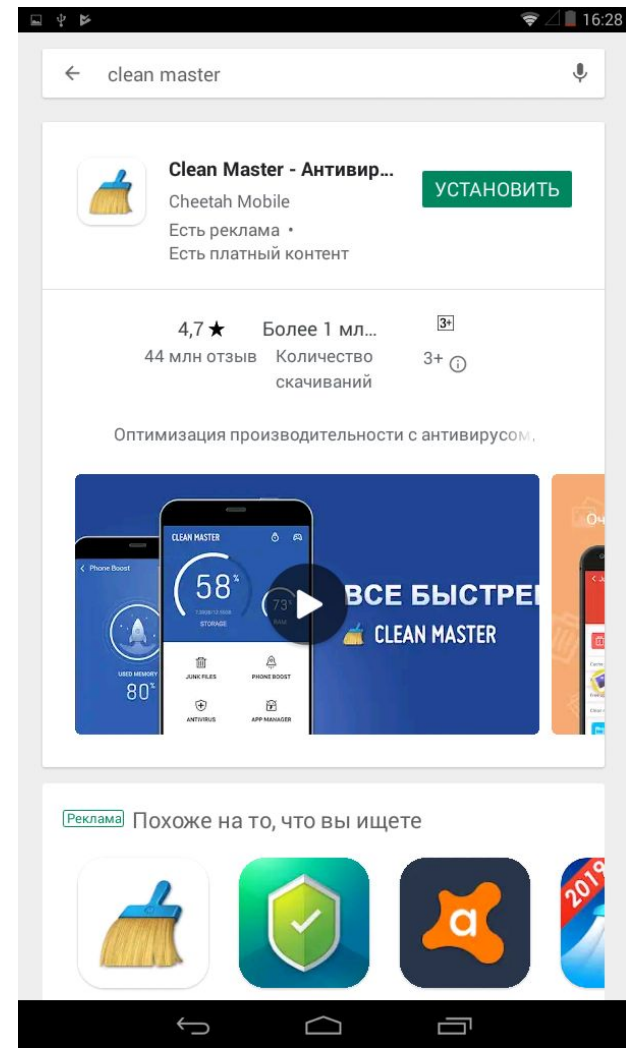 16:28
clean master
Clean Master - Антивир...
УСТАНОВИТЬ
Cheetah Mobile
Есть реклама •
Есть платный контент
4,7 ★ Более 1 мл... 3+
44 млн отзыв Количество скачиваний 3+
Оптимизация производительности с антивирусом,
CLEAN MASTER
Phone Boost
58%
STORAGE
73%
RAM
ВСЕ БЫСТРЕЕ
CLEAN MASTER
USED MEMORY
80%
JUNK FILES PHONE BOOST
ANTIVIRUS APP MANAGER
Оч
Реклама Похоже на то, что вы ищете
2019